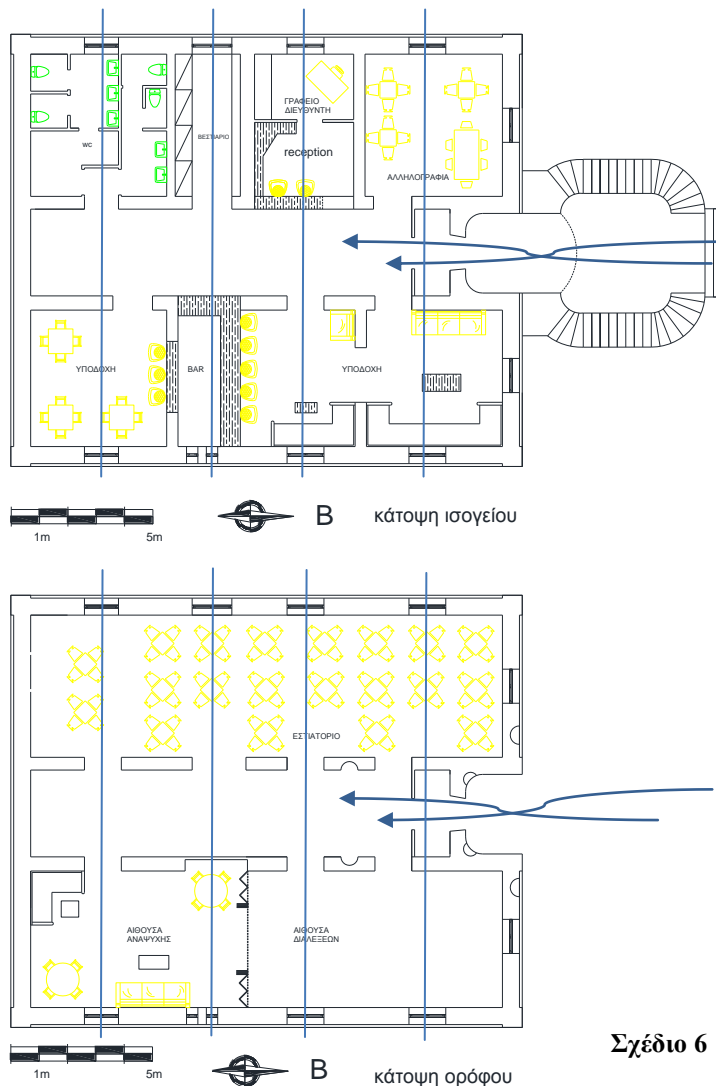 ΓΡΑΦΕΙΟ
ΔΙΕΥΘΥΝΤΗ
WC
ΒΕΣΤΙΑΡΙΟ
reception
ΑΛΛΗΛΟΓΡΑΦΙΑ
ΥΠΟΔΟΧΗ
BAR
ΥΠΟΔΟΧΗ
1m
5m
Β
κάτοψη ισογείου
ΕΣΤΙΑΤΟΡΙΟ
ΑΙΘΟΥΣΑ
ΑΝΑΨΥΧΗΣ
ΑΙΘΟΥΣΑ
ΔΙΑΛΕΞΕΩΝ
Σχέδιο 6
1m
5m
Β
κάτοψη ορόφου